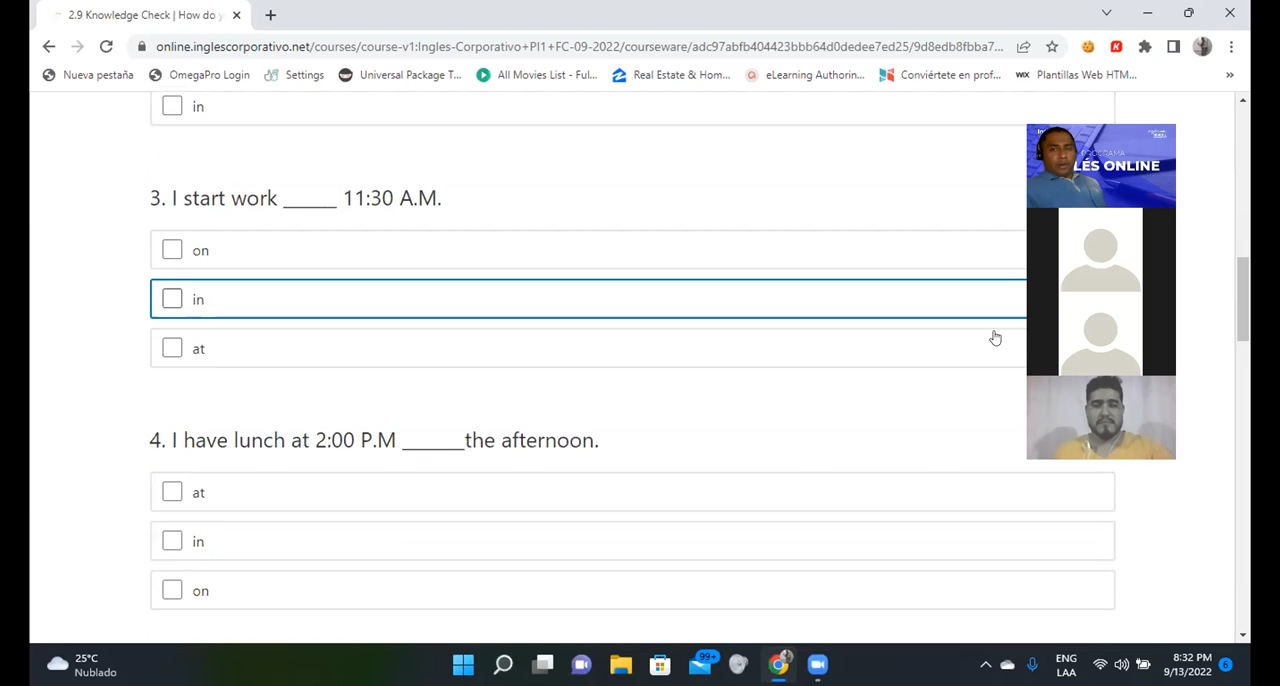 2.9 Knowledge Check | How do y
online.inglescorporativo.net/courses/course-v1:Ingles-Corporativo+PI1+FC-09-2022/courseware/adc97abfb404423bbb64d0dedee7ed25/9d8edb8fbba7...
Nueva pestaña
OmegaPro Login
Settings
Universal Package T...
All Movies List - Ful...
Real Estate & Hom...
eLearning Authorin...
Conviértete en prof...
WIX Plantillas Web HTM...
»
in
PROGRAMA
LÉS ONLINE
3. I start work _____ 11:30 A.M.
on
in
at
4. I have lunch at 2:00 P.M ______the afternoon.
at
in
on
25°C
Nublado
99+
ENG
LAA
8:32 PM
9/13/2022
6